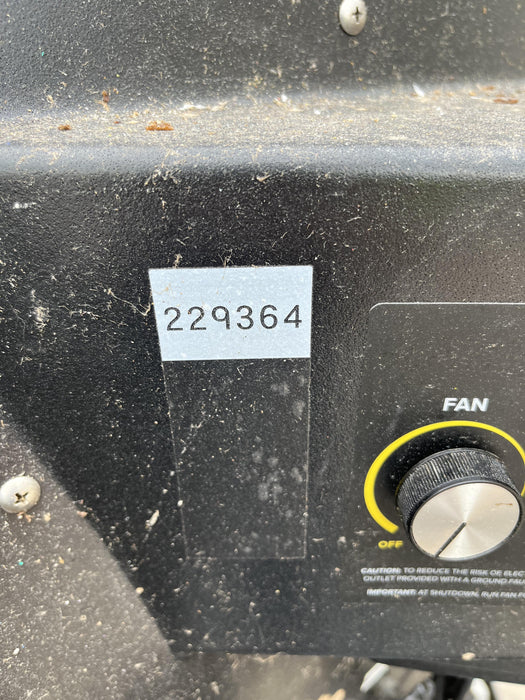 229364
FAN
OFF
CAUTION: TO REDUCE THE RISK OF ELEC
OUTLET PROVIDED WITH A GROUND FAU
IMPORTANT: AT SHUTDOWN, RUN FAN F